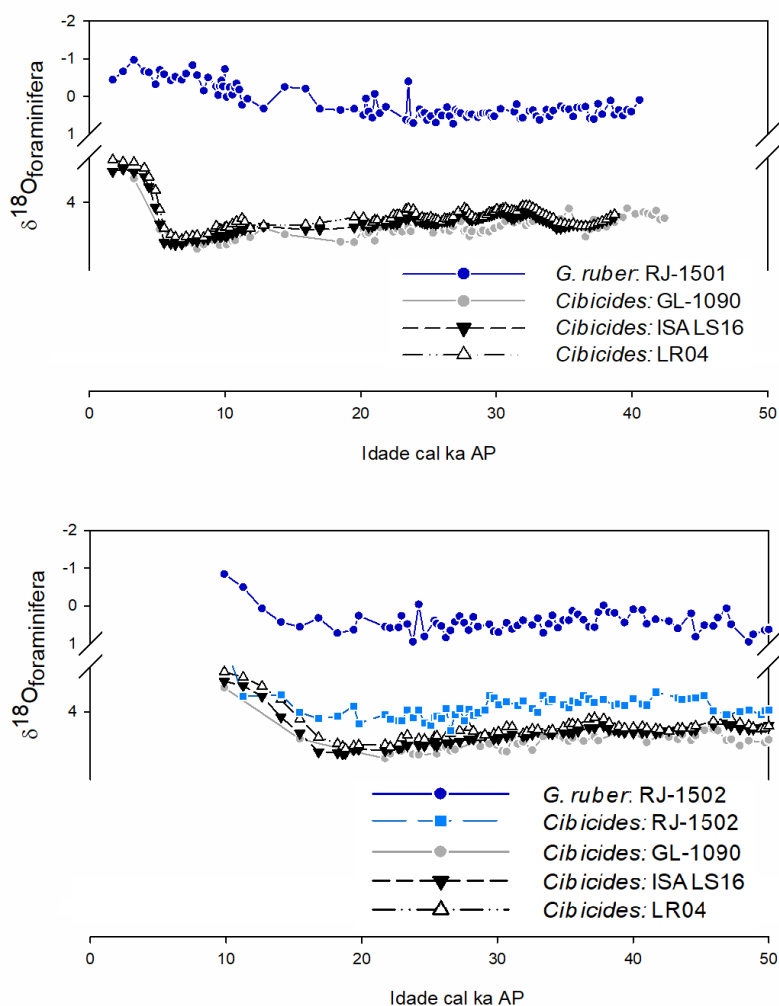 -2
-1
0
1
4
δ18Oforaminifera
G. ruber: RJ-1501
Cibicides: GL-1090
Cibicides: ISA LS16
Cibicides: LR04
0 10 20 30 40 50
Idade cal ka AP
-2
-1
0
1
4
δ18Oforaminifera
G. ruber: RJ-1502
Cibicides: RJ-1502
Cibicides: GL-1090
Cibicides: ISA LS16
Cibicides: LR04
0 10 20 30 40 50
Idade cal ka AP